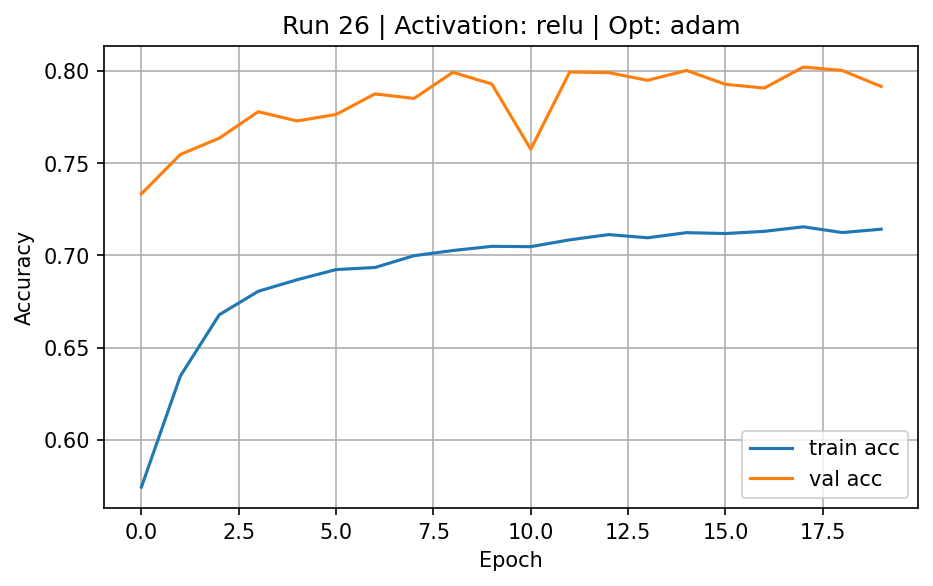 Run 26 | Activation: relu | Opt: adam
0.80
0.75
0.70
0.65
0.60
Accuracy
train acc
val acc
0.0 2.5 5.0 7.5 10.0 12.5 15.0 17.5
Epoch